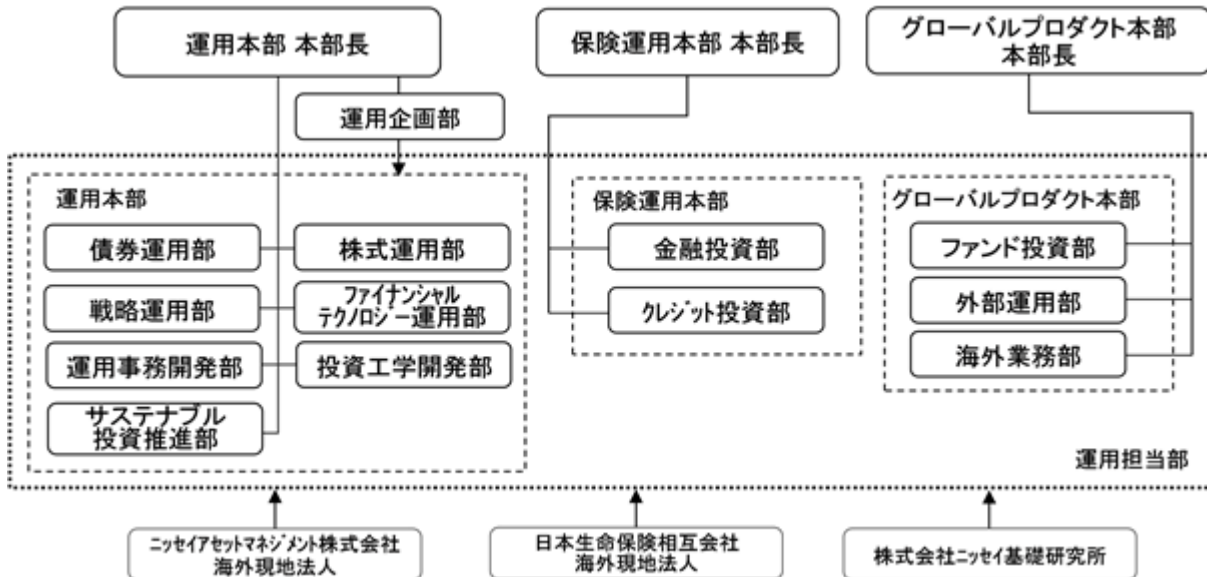 運用本部 本部長
保険運用本部 本部長
グローバルプロダクト本部
本部長
運用企画部
運用本部
債券運用部
株式運用部
戦略運用部
ファイナンシャル
テクノロジー運用部
運用事務開発部
投資工学開発部
サステナブル
投資推進部
保険運用本部
金融投資部
クレジット投資部
グローバルプロダクト本部
ファンド投資部
外部運用部
海外業務部
運用担当部
ニッセイアセットマネジメント株式会社
海外現地法人
日本生命保険相互会社
海外現地法人
株式会社ニッセイ基礎研究所